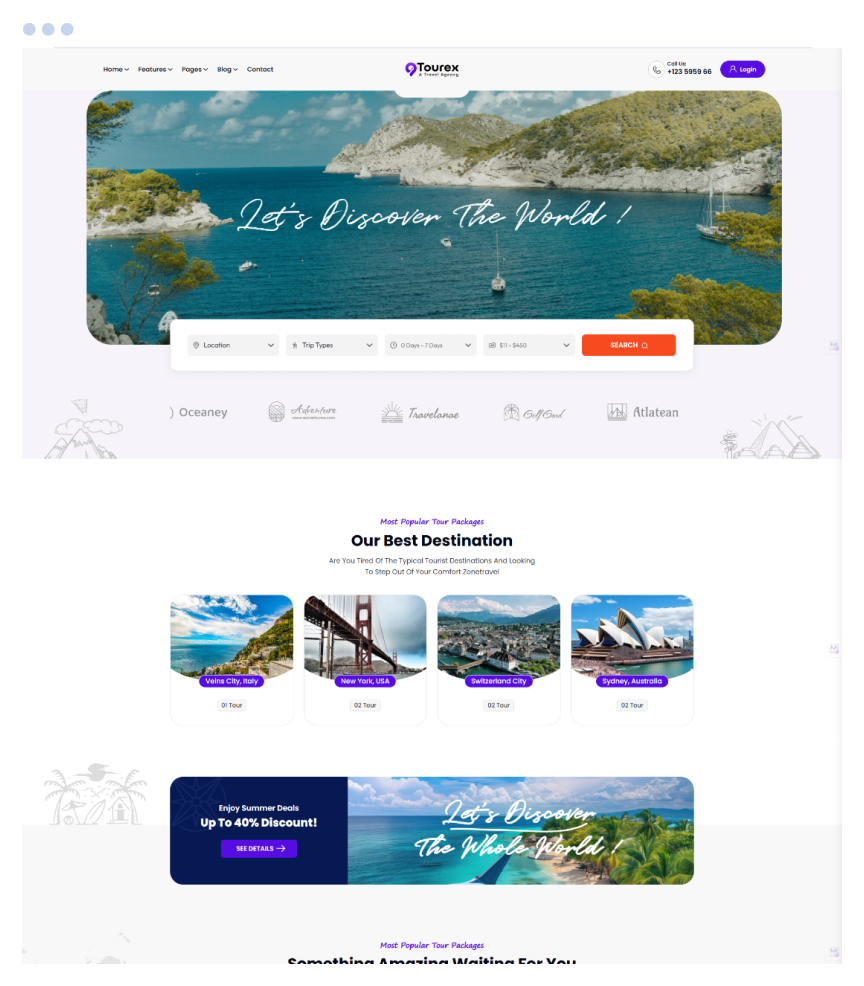 Home Features Pages Blog Contact
Tourex
A Travel Agency
Call Us:
+123 5959 66
Login
Let's Discover The World !
Location
Trip Types
0 Days - 7 Days
$11 - $450
SEARCH
Oceaney
Adventure
Travelanae
GolfGood
Atlatean
Most Popular Tour Packages
Our Best Destination
Are You Tired Of The Typical Tourist Destinations And Looking
To Step Out Of Your Comfort Zonetravel
Veins City, Italy
01 Tour
New York, USA
02 Tour
Switzerland City
02 Tour
Sydney, Australia
02 Tour
Enjoy Summer Deals
Up To 40% Discount!
SEE DETAILS →
Let's Discover
The Whole World !
Most Popular Tour Packages
Something Amazing Waiting For You